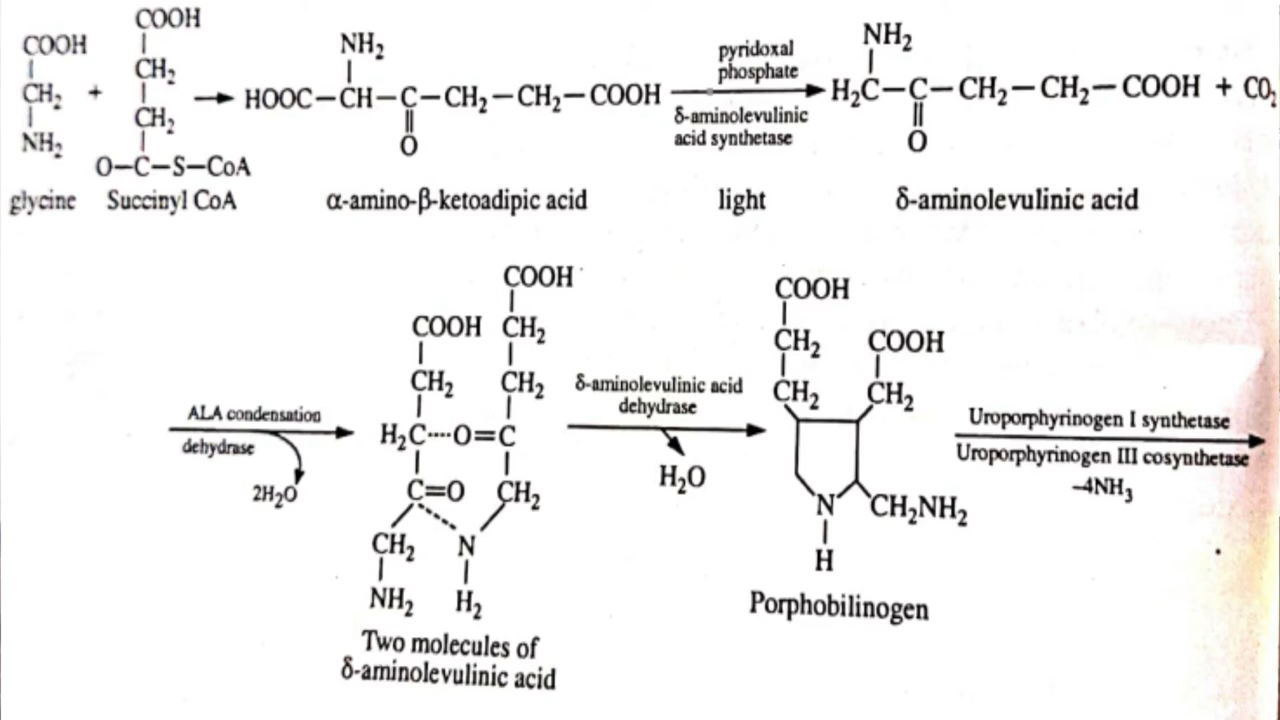 COOH
CH₂
NH₂
glycine
+
COOH
CH₂
CH₂
O–C–S–CoA
Succinyl CoA
NH₂
HOOC–CH–C–CH₂–CH₂–COOH
O
α-amino-β-ketoadipic acid
pyridoxal
phosphate
δ-aminolevulinic
acid synthetase
light
NH₂
H₂C–C–CH₂–CH₂–COOH + CO₂
O
δ-aminolevulinic acid
ALA condensation
dehydrase
2H₂O
COOH
COOH CH₂
CH₂ CH₂
H₂C····O=C
C=O CH₂
CH₂ N
NH₂ H₂
Two molecules of
δ-aminolevulinic acid
δ-aminolevulinic acid
dehydrase
H₂O
COOH
CH₂ COOH
CH₂ CH₂
N CH₂NH₂
H
Porphobilinogen
Uroporphyrinogen I synthetase
Uroporphyrinogen III cosynthetase
–4NH₃